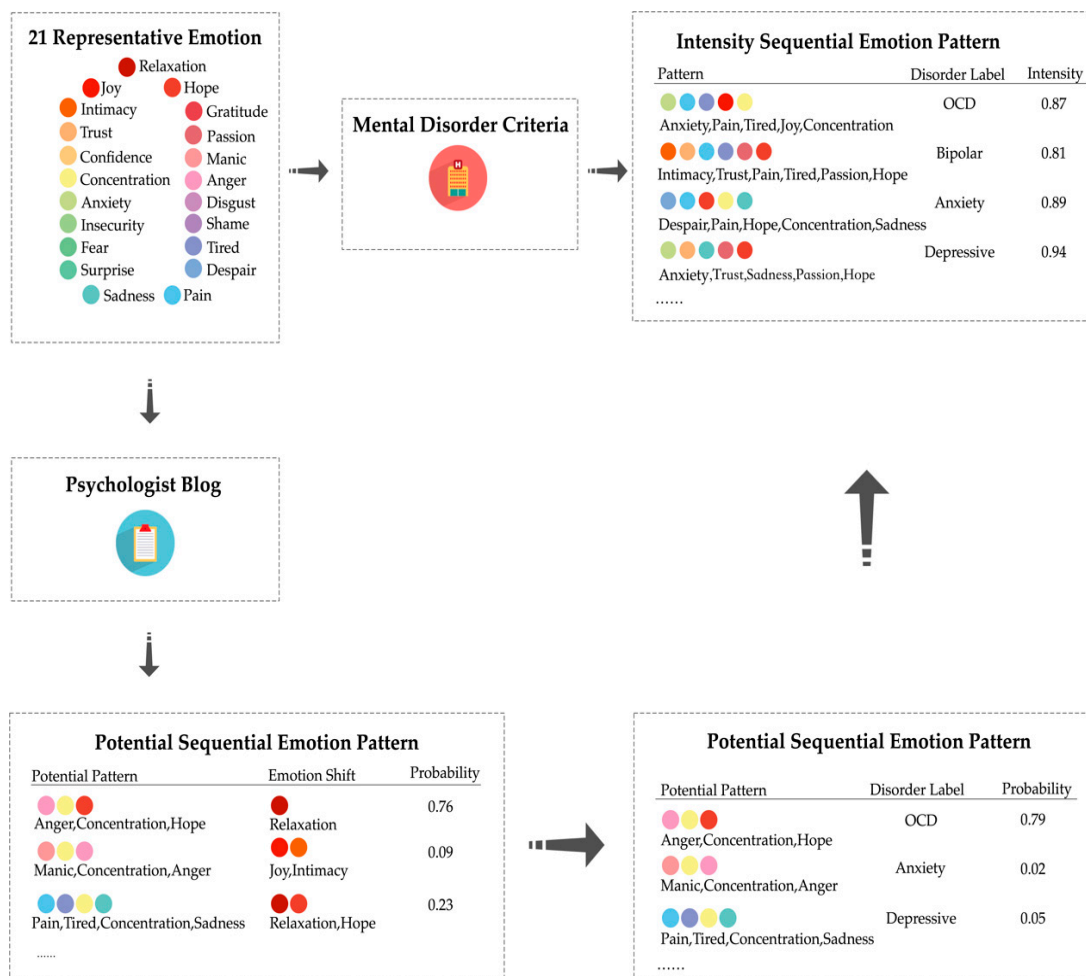 21 Representative Emotion
Relaxation
Joy
Hope
Intimacy
Gratitude
Trust
Passion
Confidence
Manic
Concentration
Anger
Anxiety
Disgust
Insecurity
Shame
Fear
Tired
Surprise
Despair
Sadness
Pain
Mental Disorder Criteria
H
Intensity Sequential Emotion Pattern
Pattern Disorder Label Intensity
OCD 0.87
Anxiety,Pain,Tired,Joy,Concentration
Bipolar 0.81
Intimacy,Trust,Pain,Tired,Passion,Hope
Anxiety 0.89
Despair,Pain,Hope,Concentration,Sadness
Depressive 0.94
Anxiety,Trust,Sadness,Passion,Hope
......
Psychologist Blog
Potential Sequential Emotion Pattern
Potential Pattern Emotion Shift Probability
0.76
Anger,Concentration,Hope Relaxation
0.09
Manic,Concentration,Anger Joy,Intimacy
0.23
Pain,Tired,Concentration,Sadness Relaxation,Hope
......
Potential Sequential Emotion Pattern
Potential Pattern Disorder Label Probability
OCD 0.79
Anger,Concentration,Hope
Anxiety 0.02
Manic,Concentration,Anger
Depressive 0.05
Pain,Tired,Concentration,Sadness
......